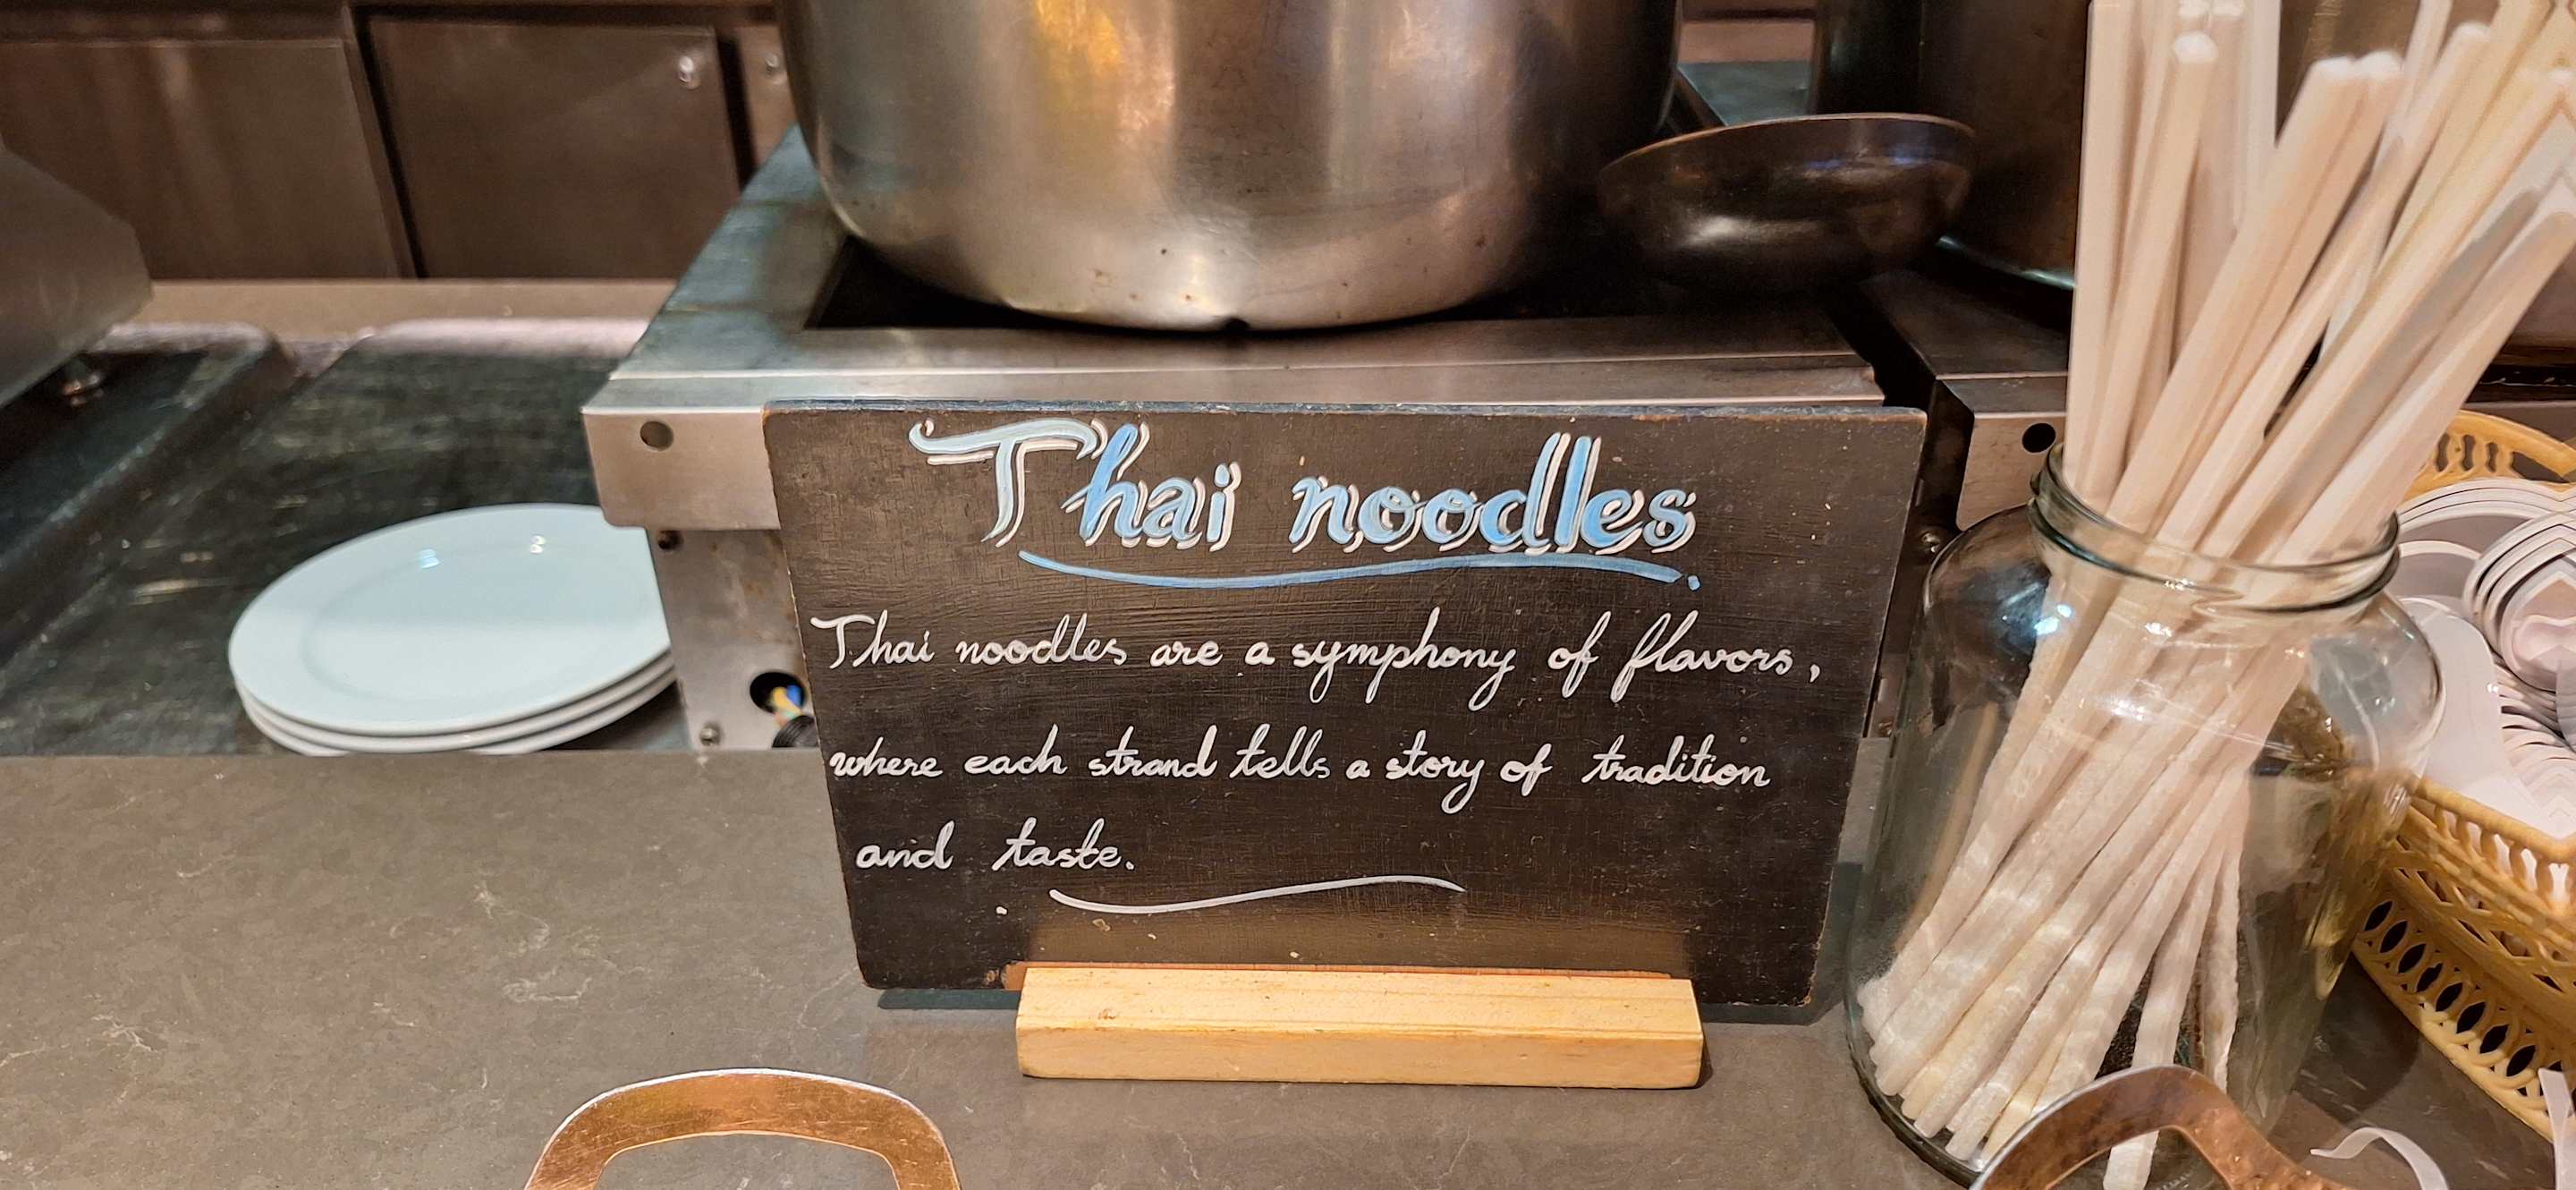 Thai noodles
Thai noodles are a symphony of flavors,
where each strand tells a story of tradition
and taste.